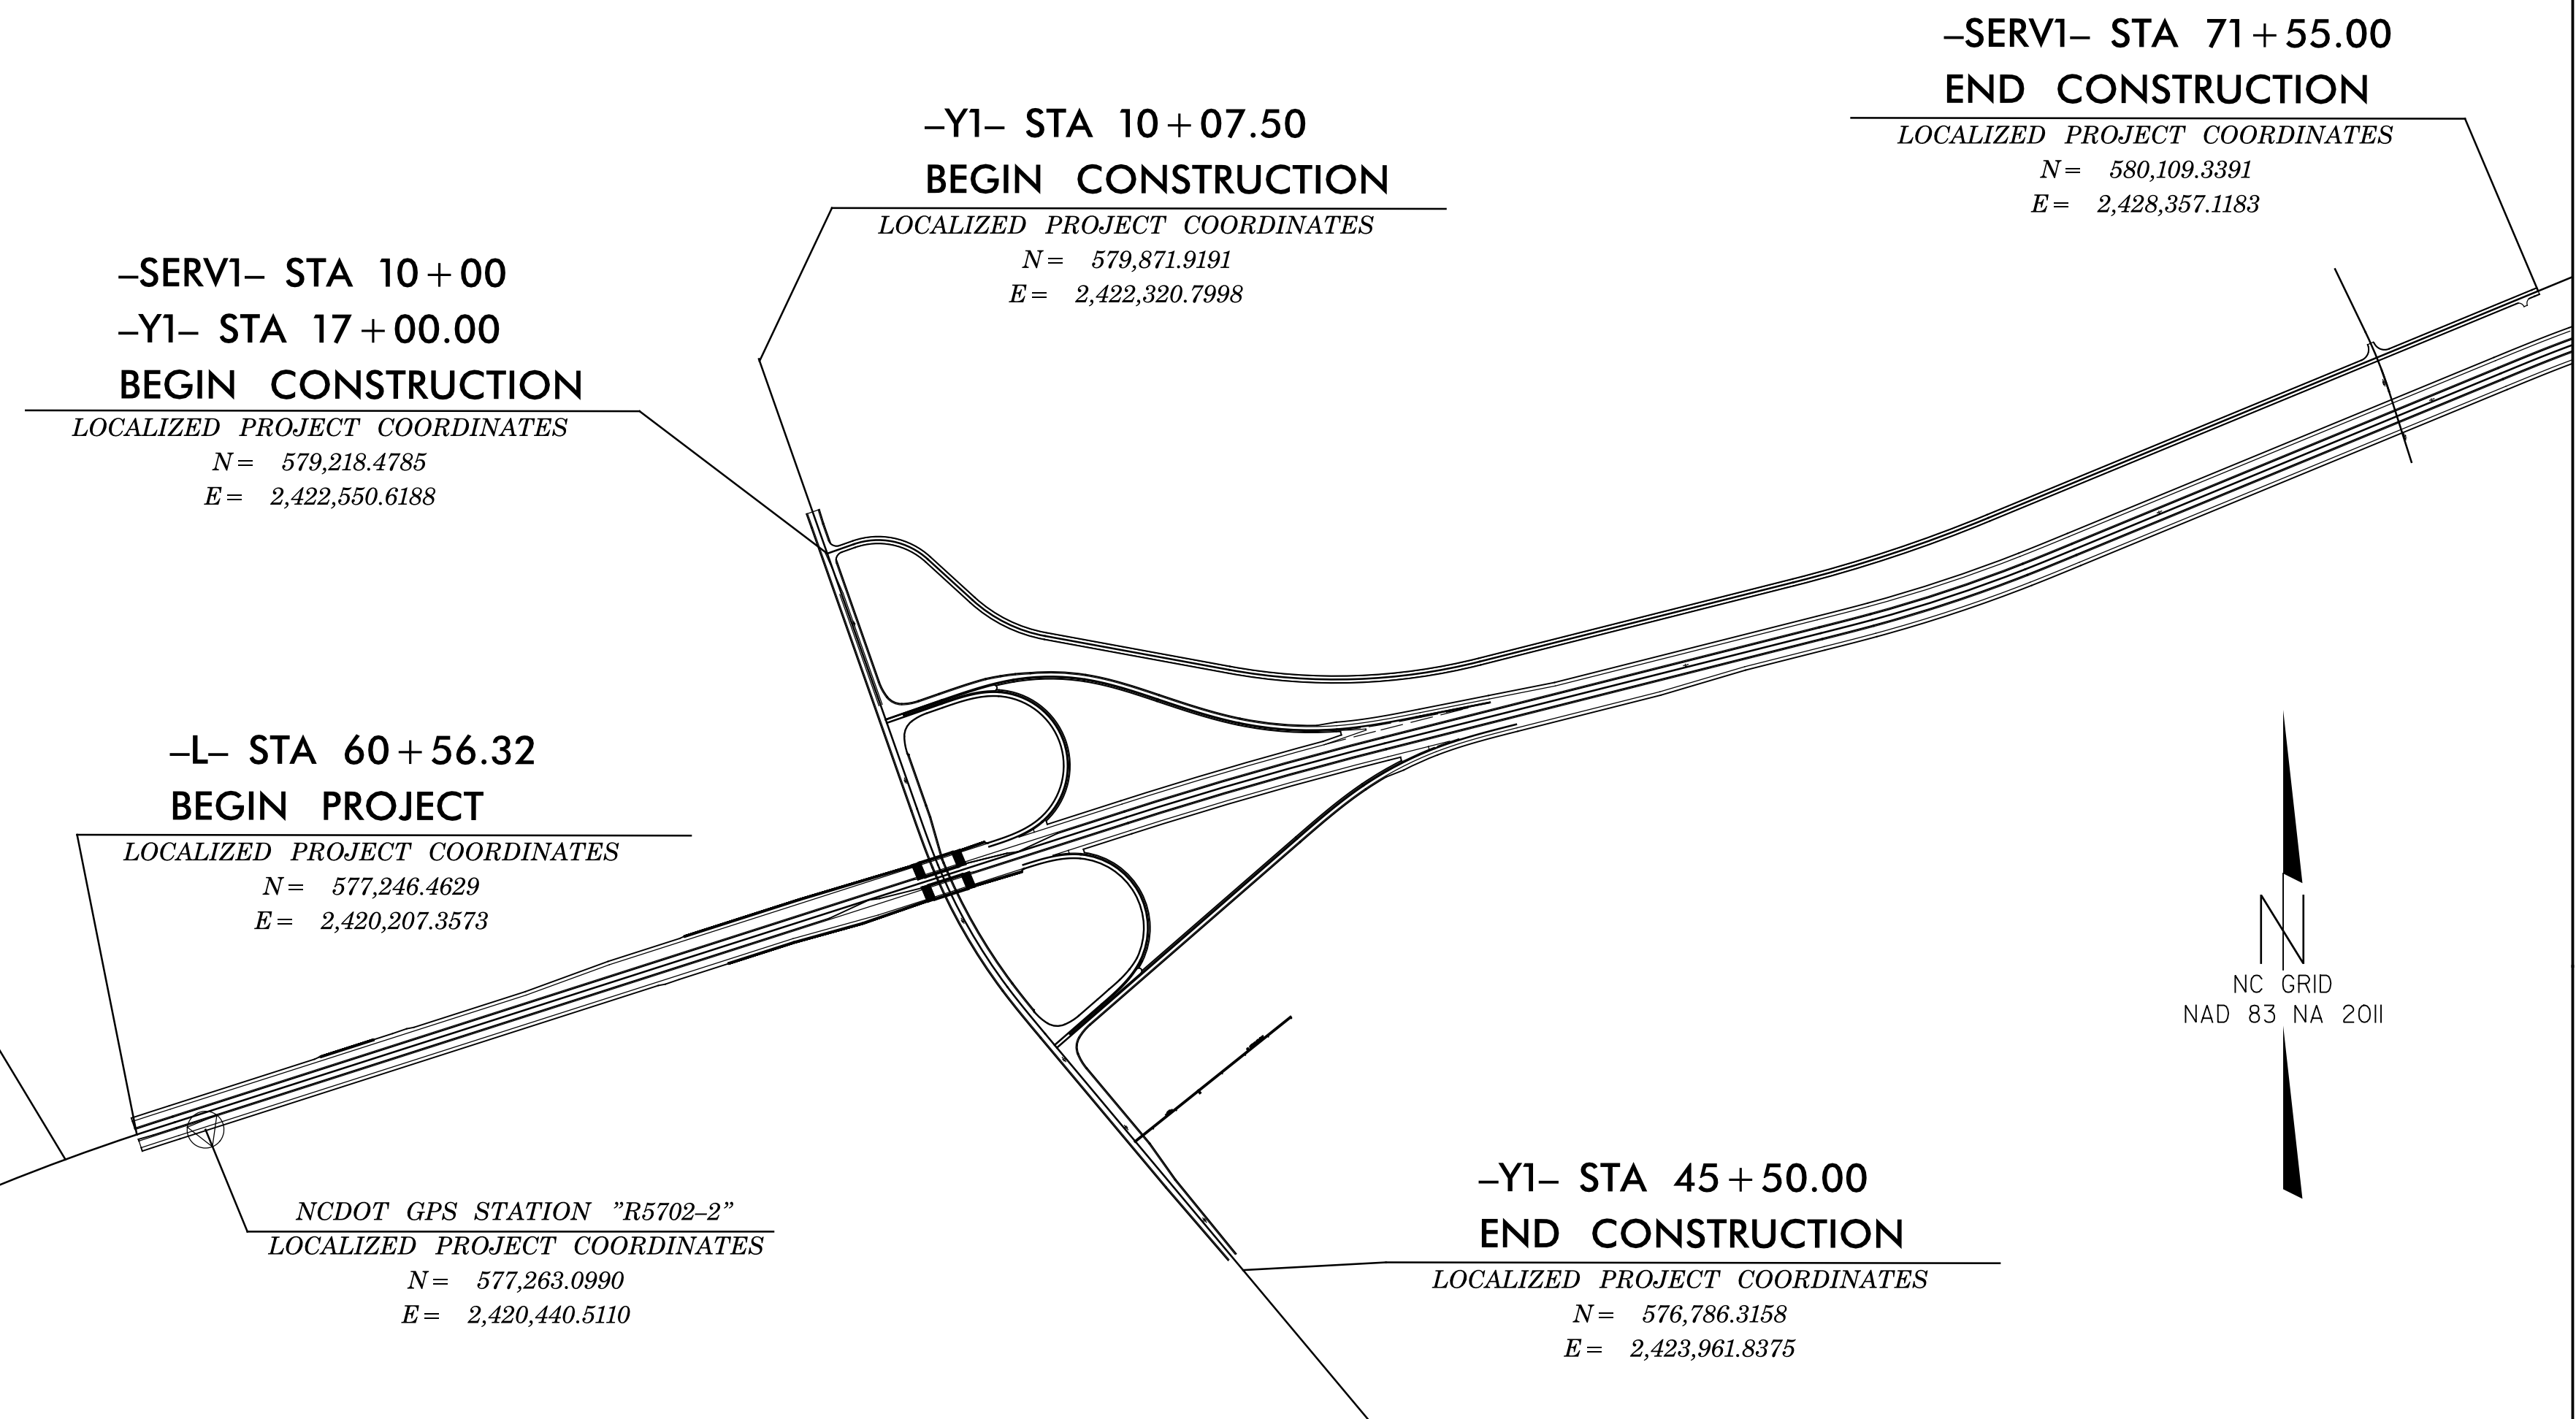 –SERV1– STA 71+55.00
END CONSTRUCTION
LOCALIZED PROJECT COORDINATES
N= 580,109.3391
E= 2,428,357.1183
–Y1– STA 10+07.50
BEGIN CONSTRUCTION
LOCALIZED PROJECT COORDINATES
N= 579,871.9191
E= 2,422,320.7998
–SERV1– STA 10+00
–Y1– STA 17+00.00
BEGIN CONSTRUCTION
LOCALIZED PROJECT COORDINATES
N= 579,218.4785
E= 2,422,550.6188
–L– STA 60+56.32
BEGIN PROJECT
LOCALIZED PROJECT COORDINATES
N= 577,246.4629
E= 2,420,207.3573
N
NC GRID
NAD 83 NA 2011
NCDOT GPS STATION ”R5702–2”
LOCALIZED PROJECT COORDINATES
N= 577,263.0990
E= 2,420,440.5110
–Y1– STA 45+50.00
END CONSTRUCTION
LOCALIZED PROJECT COORDINATES
N= 576,786.3158
E= 2,423,961.8375